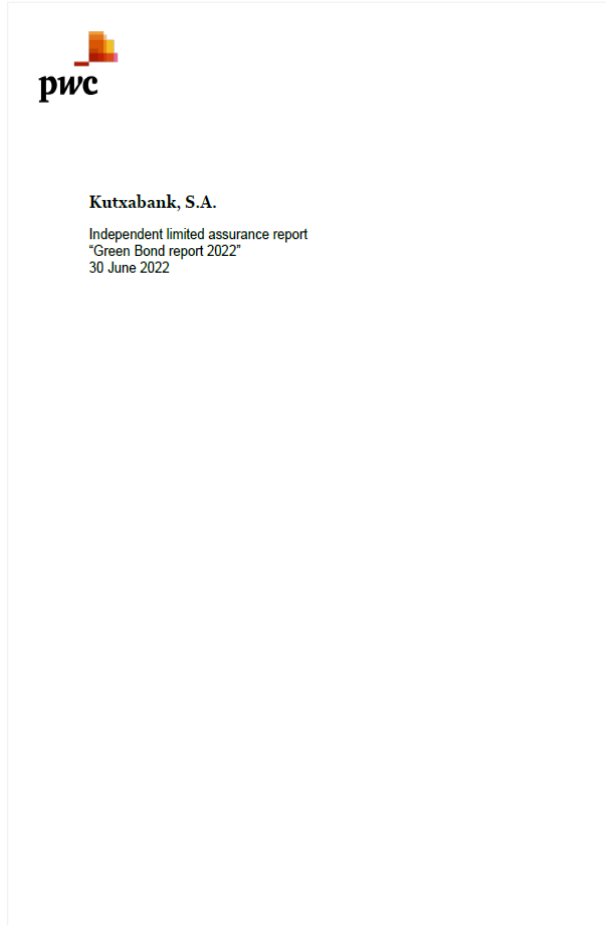 pwc
Kutxabank, S.A.
Independent limited assurance report
“Green Bond report 2022”
30 June 2022